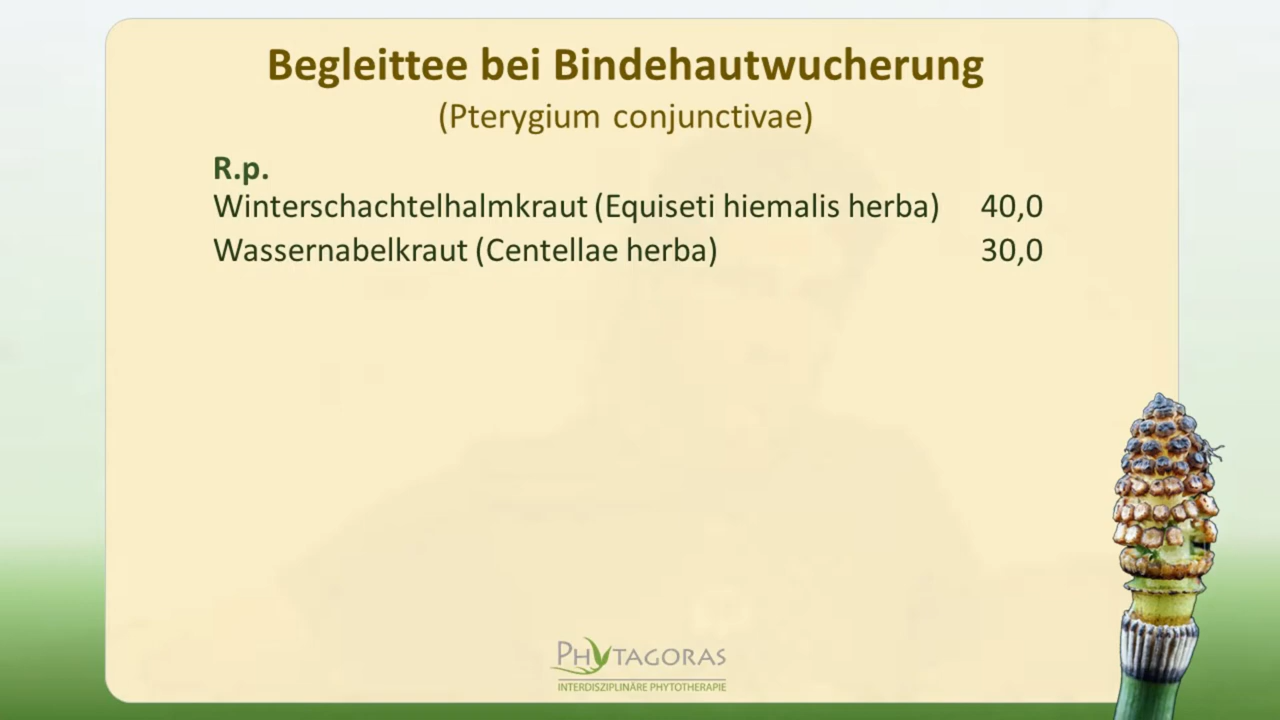 Begleittee bei Bindehautwucherung
(Pterygium conjunctivae)
R.p.
Winterschachtelhalmkraut (Equiseti hiemalis herba) 40,0
Wassernabelkraut (Centellae herba) 30,0
PHYTAGORAS
INTERDISZIPLINÄRE PHYTOTHERAPIE